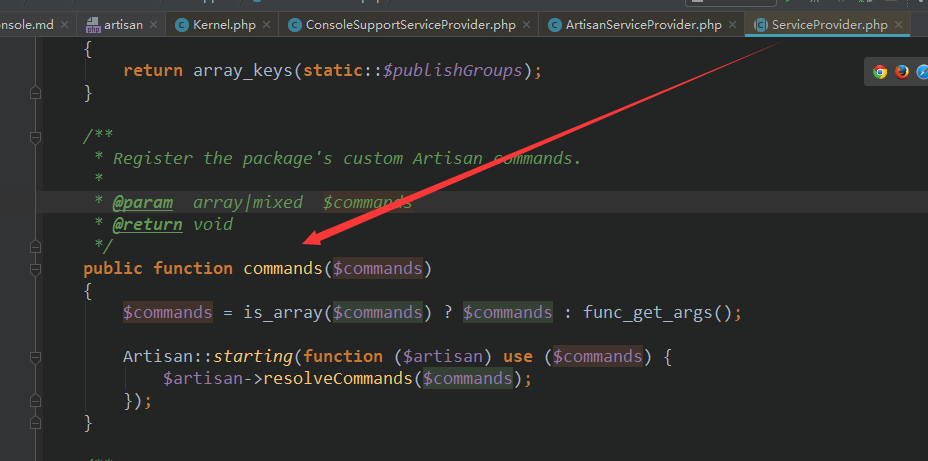 nsole.md × artisan × Kernel.php × ConsoleSupportServiceProvider.php × ArtisanServiceProvider.php × ServiceProvider.php ×
{
return array_keys(static::$publishGroups);
}
/**
* Register the package's custom Artisan commands.
*
* @param array|mixed $commands
* @return void
*/
public function commands($commands)
{
$commands = is_array($commands) ? $commands : func_get_args();
Artisan::starting(function ($artisan) use ($commands) {
$artisan->resolveCommands($commands);
});
}